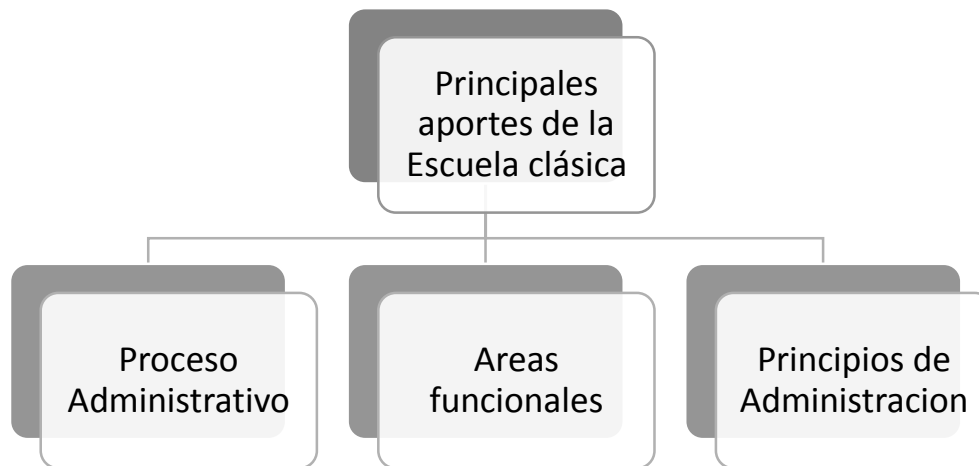 Principales
aportes de la
Escuela clásica
Proceso
Administrativo
Areas
funcionales
Principios de
Administracion